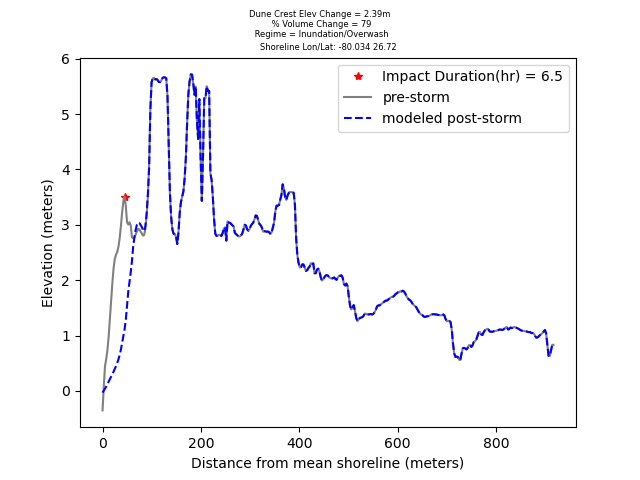 Dune Crest Elev Change = 2.39m
% Volume Change = 79
Regime = Inundation/Overwash
Shoreline Lon/Lat: -80.034 26.72
Impact Duration(hr) = 6.5
pre-storm
modeled post-storm
Elevation (meters)
6
5
4
3
2
1
0
0 200 400 600 800
Distance from mean shoreline (meters)